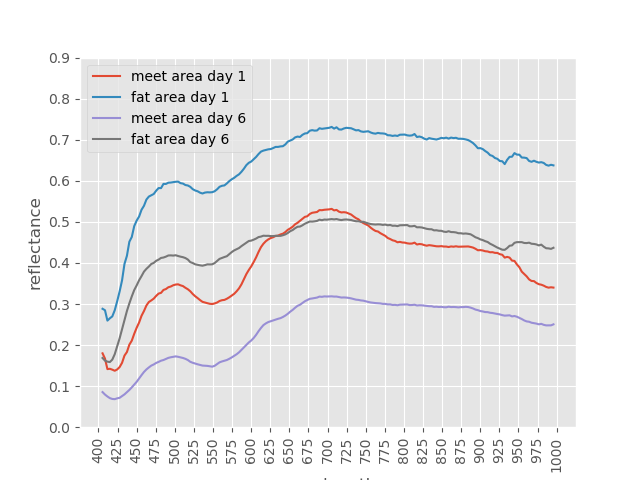 0.9
0.8
0.7
0.6
0.5
0.4
0.3
0.2
0.1
0.0
reflectance
meet area day 1
fat area day 1
meet area day 6
fat area day 6
400 425 450 475 500 525 550 575 600 625 650 675 700 725 750 775 800 825 850 875 900 925 950 975 1000